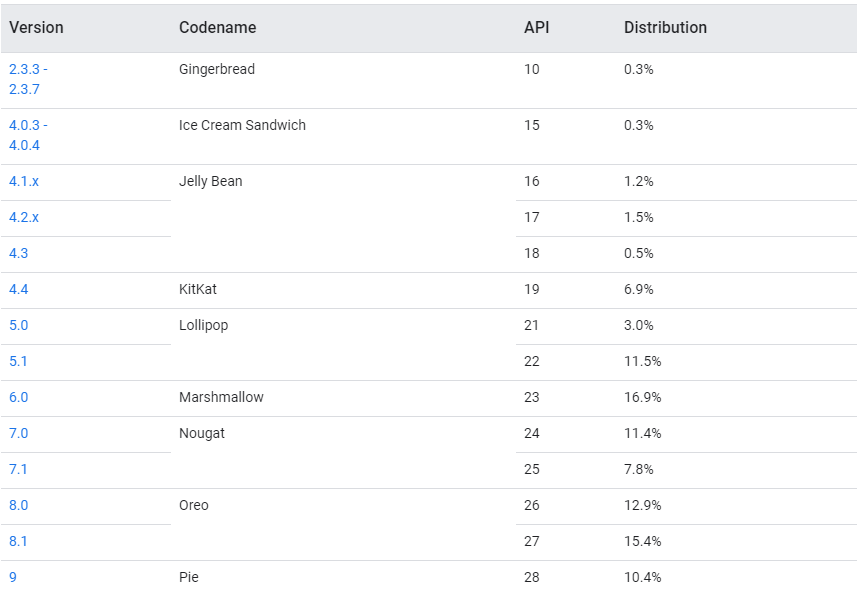 Version Codename API Distribution
2.3.3 - Gingerbread 10 0.3%
2.3.7
4.0.3 - Ice Cream Sandwich 15 0.3%
4.0.4
4.1.x Jelly Bean 16 1.2%
4.2.x 17 1.5%
4.3 18 0.5%
4.4 KitKat 19 6.9%
5.0 Lollipop 21 3.0%
5.1 22 11.5%
6.0 Marshmallow 23 16.9%
7.0 Nougat 24 11.4%
7.1 25 7.8%
8.0 Oreo 26 12.9%
8.1 27 15.4%
9 Pie 28 10.4%